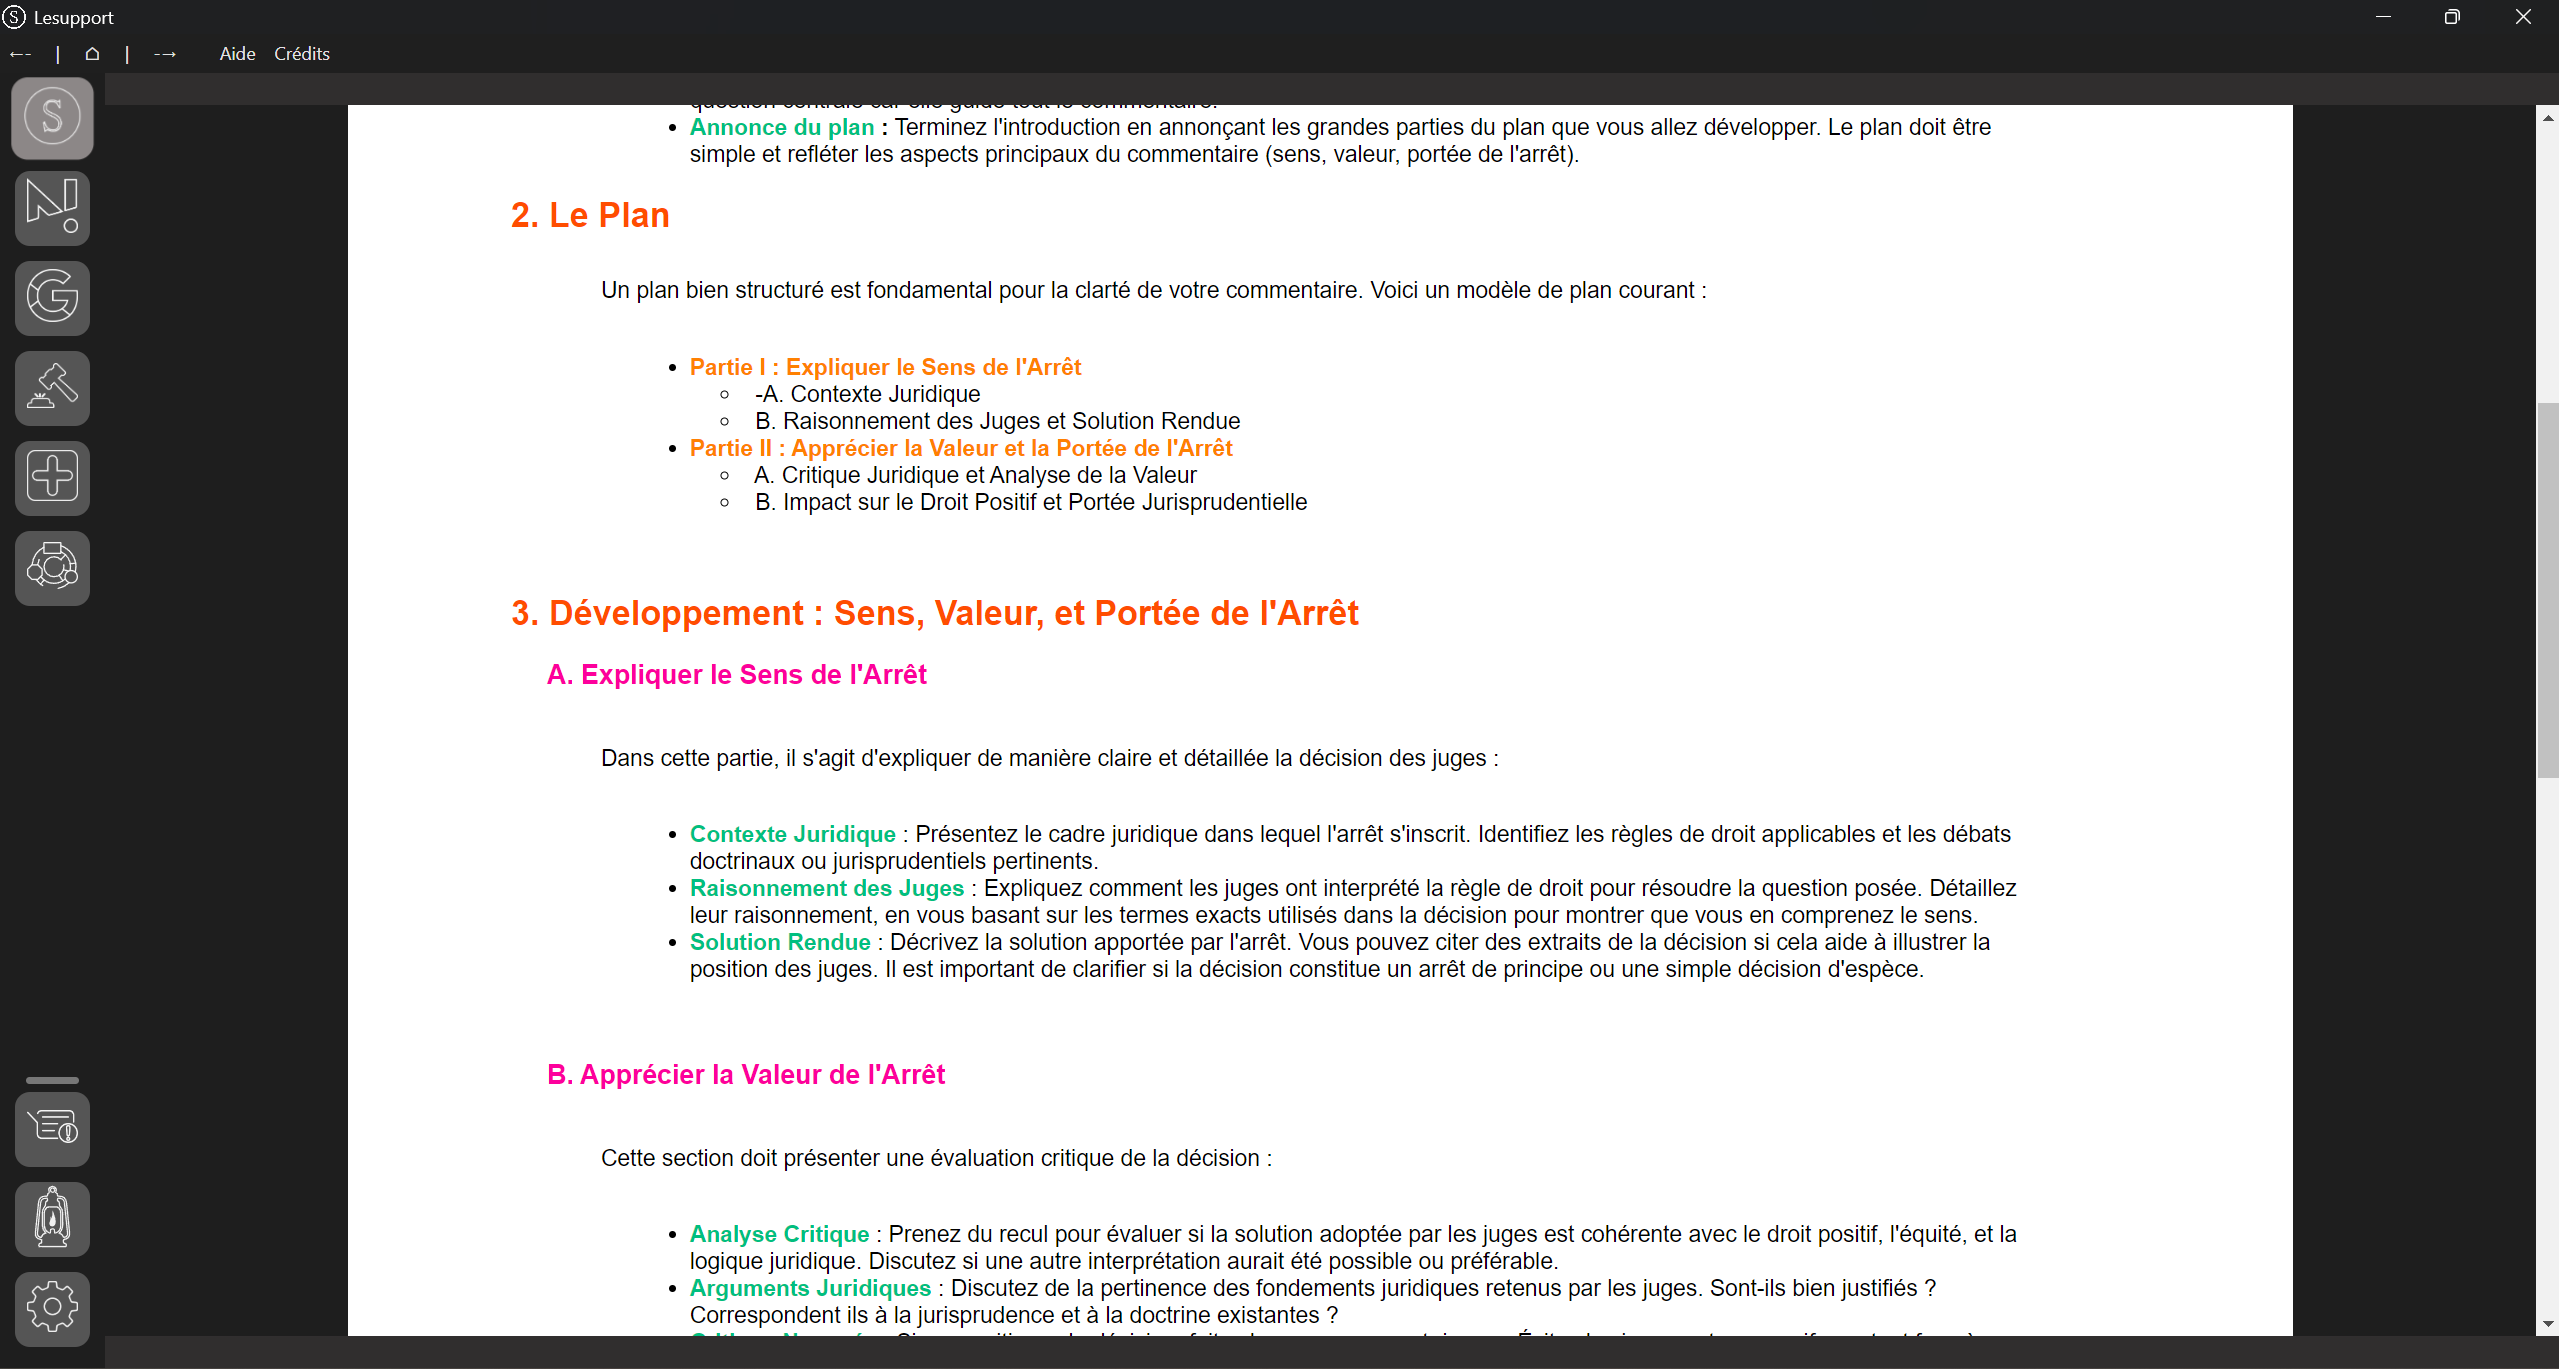 Lesupport
Aide Crédits
Annonce du plan : Terminez l'introduction en annonçant les grandes parties du plan que vous allez développer. Le plan doit être
simple et refléter les aspects principaux du commentaire (sens, valeur, portée de l'arrêt).
2. Le Plan
Un plan bien structuré est fondamental pour la clarté de votre commentaire. Voici un modèle de plan courant :
Partie I : Expliquer le Sens de l'Arrêt
-A. Contexte Juridique
B. Raisonnement des Juges et Solution Rendue
Partie II : Apprécier la Valeur et la Portée de l'Arrêt
A. Critique Juridique et Analyse de la Valeur
B. Impact sur le Droit Positif et Portée Jurisprudentielle
3. Développement : Sens, Valeur, et Portée de l'Arrêt
A. Expliquer le Sens de l'Arrêt
Dans cette partie, il s'agit d'expliquer de manière claire et détaillée la décision des juges :
Contexte Juridique : Présentez le cadre juridique dans lequel l'arrêt s'inscrit. Identifiez les règles de droit applicables et les débats
doctrinaux ou jurisprudentiels pertinents.
Raisonnement des Juges : Expliquez comment les juges ont interprété la règle de droit pour résoudre la question posée. Détaillez
leur raisonnement, en vous basant sur les termes exacts utilisés dans la décision pour montrer que vous en comprenez le sens.
Solution Rendue : Décrivez la solution apportée par l'arrêt. Vous pouvez citer des extraits de la décision si cela aide à illustrer la
position des juges. Il est important de clarifier si la décision constitue un arrêt de principe ou une simple décision d'espèce.
B. Apprécier la Valeur de l'Arrêt
Cette section doit présenter une évaluation critique de la décision :
Analyse Critique : Prenez du recul pour évaluer si la solution adoptée par les juges est cohérente avec le droit positif, l'équité, et la
logique juridique. Discutez si une autre interprétation aurait été possible ou préférable.
Arguments Juridiques : Discutez de la pertinence des fondements juridiques retenus par les juges. Sont-ils bien justifiés ?
Correspondent ils à la jurisprudence et à la doctrine existantes ?